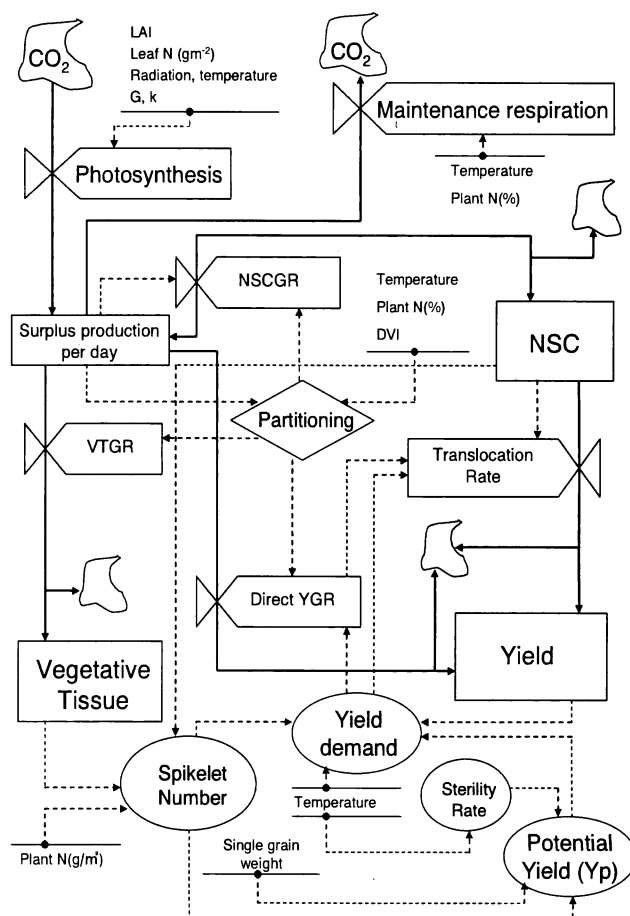 CO2
LAI
Leaf N (gm-2)
Radiation, temperature
G, k
CO2
Maintenance respiration
Photosynthesis
Temperature
Plant N(%)
NSCGR
Temperature
Plant N(%)
DVI
Surplus production
per day
NSC
Partitioning
VTGR
Translocation
Rate
Direct YGR
Vegetative
Tissue
Yield
Yield
demand
Spikelet
Number
Sterility
Rate
Temperature
Plant N(g/m²)
Single grain
weight
Potential
Yield (Yp)